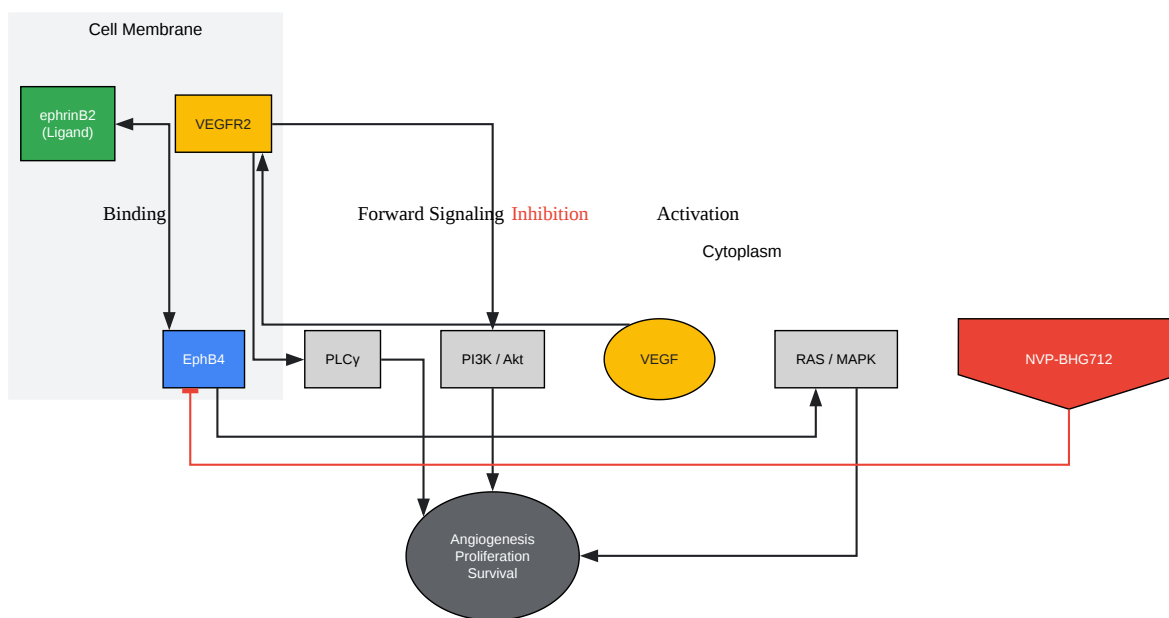 Cell Membrane
ephrinB2
(Ligand)
VEGFR2
Binding
Forward Signaling
Inhibition
Activation
Cytoplasm
EphB4
PLCγ
PI3K / Akt
VEGF
RAS / MAPK
NVP-BHG712
Angiogenesis
Proliferation
Survival